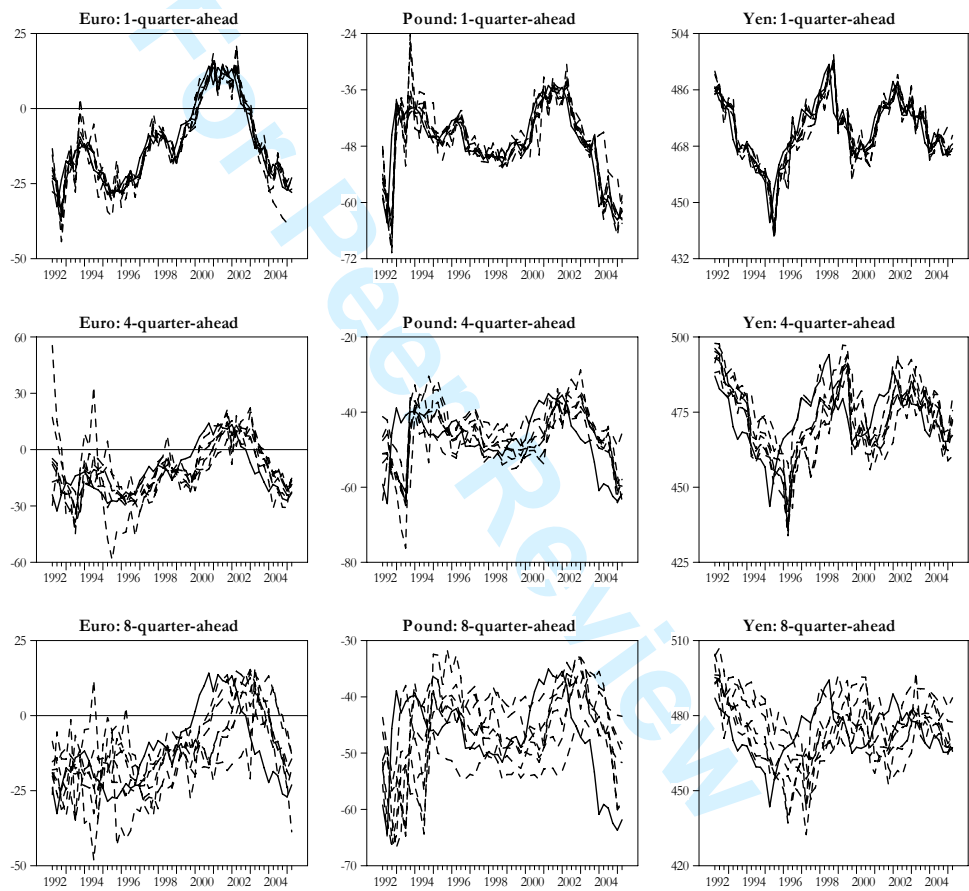 Euro: 1-quarter-ahead
Pound: 1-quarter-ahead
Yen: 1-quarter-ahead
25
0
-25
-50
1992 1994 1996 1998 2000 2002 2004
-24
-36
-48
-60
-72
1992 1994 1996 1998 2000 2002 2004
504
486
468
450
432
1992 1994 1996 1998 2000 2002 2004
Euro: 4-quarter-ahead
Pound: 4-quarter-ahead
Yen: 4-quarter-ahead
60
30
0
-30
-60
1992 1994 1996 1998 2000 2002 2004
-20
-40
-60
-80
1992 1994 1996 1998 2000 2002 2004
500
475
450
425
1992 1994 1996 1998 2000 2002 2004
Euro: 8-quarter-ahead
Pound: 8-quarter-ahead
Yen: 8-quarter-ahead
25
0
-25
-50
1992 1994 1996 1998 2000 2002 2004
-30
-40
-50
-60
-70
1992 1994 1996 1998 2000 2002 2004
510
480
450
420
1992 1994 1996 1998 2000 2002 2004
For Peer Review